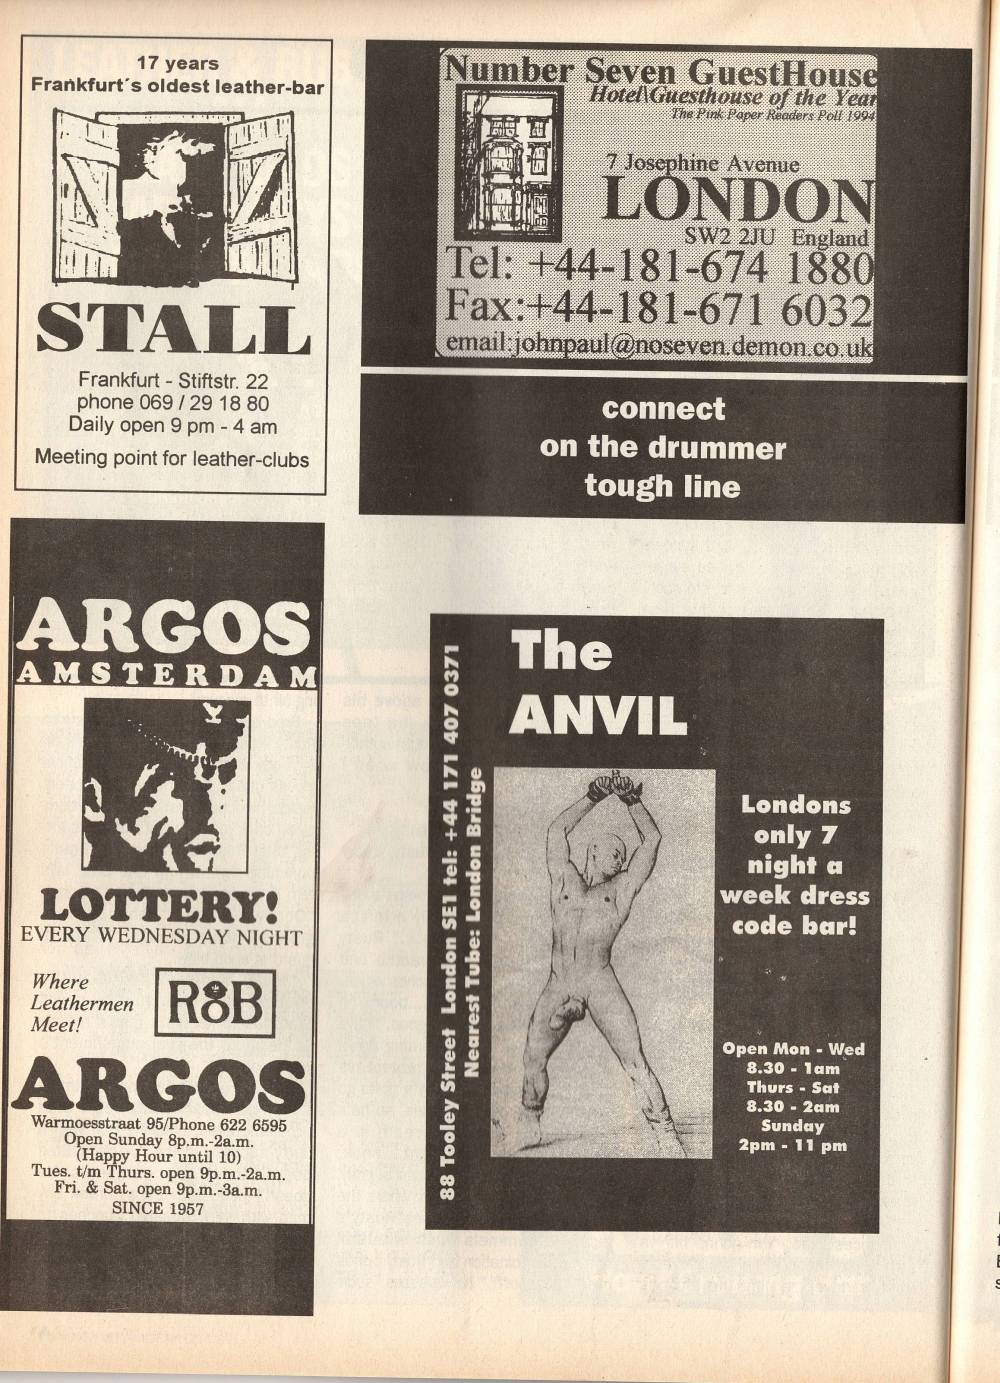 17 years
Frankfurt´s oldest leather-bar
STALL
Frankfurt - Stiftstr. 22
phone 069 / 29 18 80
Daily open 9 pm - 4 am
Meeting point for leather-clubs
Number Seven GuestHouse
Hotel\Guesthouse of the Year
The Pink Paper Readers Poll 1994
7 Josephine Avenue
LONDON
SW2 2JU England
Tel: +44-181-674 1880
Fax:+44-181-671 6032
email:johnpaul@noseven.demon.co.uk
connect
on the drummer
tough line
ARGOS
AMSTERDAM
LOTTERY!
EVERY WEDNESDAY NIGHT
Where
Leathermen
Meet!
RoB
ARGOS
Warmoesstraat 95/Phone 622 6595
Open Sunday 8p.m.-2a.m.
(Happy Hour until 10)
Tues. t/m Thurs. open 9p.m.-2a.m.
Fri. & Sat. open 9p.m.-3a.m.
SINCE 1957
The
ANVIL
88 Tooley Street London SE1 tel: +44 171 407 0371
Nearest Tube: London Bridge
Londons
only 7
night a
week dress
code bar!
Open Mon - Wed
8.30 - 1am
Thurs - Sat
8.30 - 2am
Sunday
2pm - 11 pm